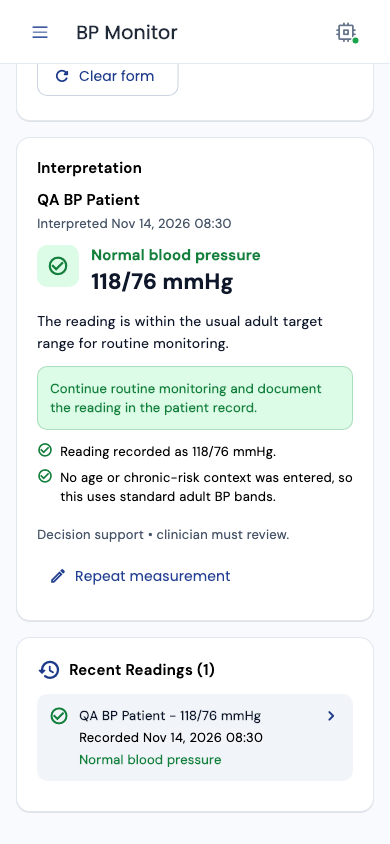 BP Monitor
Clear form
Interpretation
QA BP Patient
Interpreted Nov 14, 2026 08:30
Normal blood pressure
118/76 mmHg
The reading is within the usual adult target
range for routine monitoring.
Continue routine monitoring and document
the reading in the patient record.
Reading recorded as 118/76 mmHg.
No age or chronic-risk context was entered, so
this uses standard adult BP bands.
Decision support • clinician must review.
Repeat measurement
Recent Readings (1)
QA BP Patient - 118/76 mmHg
Recorded Nov 14, 2026 08:30
Normal blood pressure